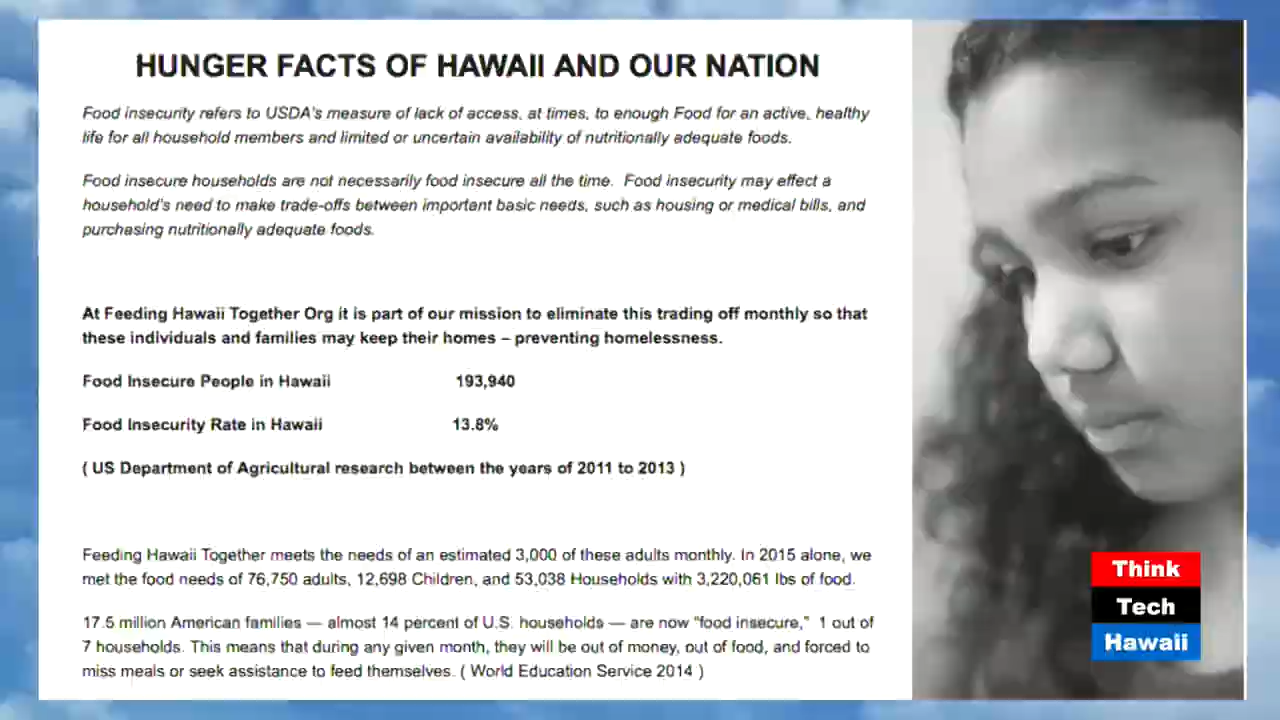 HUNGER FACTS OF HAWAII AND OUR NATION
Food insecurity refers to USDA's measure of lack of access, at times, to enough Food for an active, healthy
life for all household members and limited or uncertain availability of nutritionally adequate foods.
Food insecure households are not necessarily food insecure all the time.  Food insecurity may effect a
household's need to make trade-offs between important basic needs, such as housing or medical bills, and
purchasing nutritionally adequate foods.
At Feeding Hawaii Together Org it is part of our mission to eliminate this trading off monthly so that
these individuals and families may keep their homes – preventing homelessness.
Food Insecure People in Hawaii 193,940
Food Insecurity Rate in Hawaii 13.8%
( US Department of Agricultural research between the years of 2011 to 2013 )
Feeding Hawaii Together meets the needs of an estimated 3,000 of these adults monthly. In 2015 alone, we
met the food needs of 76,750 adults, 12,698 Children, and 53,038 Households with 3,220,061 lbs of food.
17.5 million American families — almost 14 percent of U.S. households — are now "food insecure,"  1 out of
7 households. This means that during any given month, they will be out of money, out of food, and forced to
miss meals or seek assistance to feed themselves. ( World Education Service 2014 )
Think
Tech
Hawaii